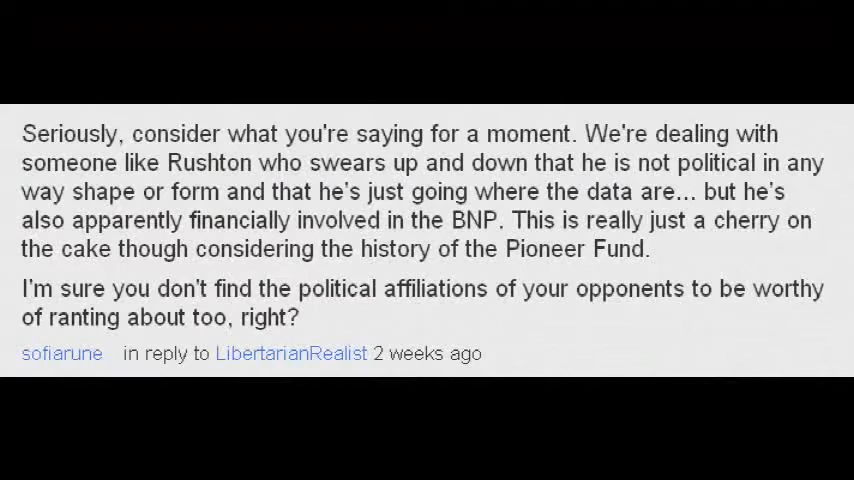 Seriously, consider what you're saying for a moment. We're dealing with
someone like Rushton who swears up and down that he is not political in any
way shape or form and that he's just going where the data are... but he's
also apparently financially involved in the BNP. This is really just a cherry on
the cake though considering the history of the Pioneer Fund.
I'm sure you don't find the political affiliations of your opponents to be worthy
of ranting about too, right?
sofiarune in reply to LibertarianRealist 2 weeks ago